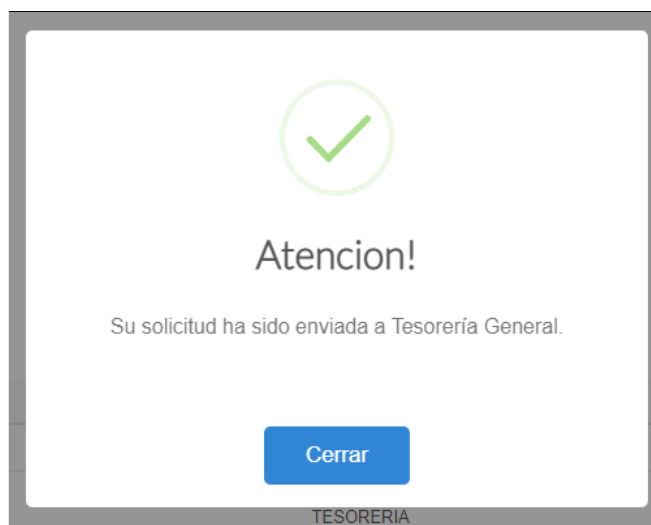 Atencion!
Su solicitud ha sido enviada a Tesorería General.
Cerrar
TESORERIA